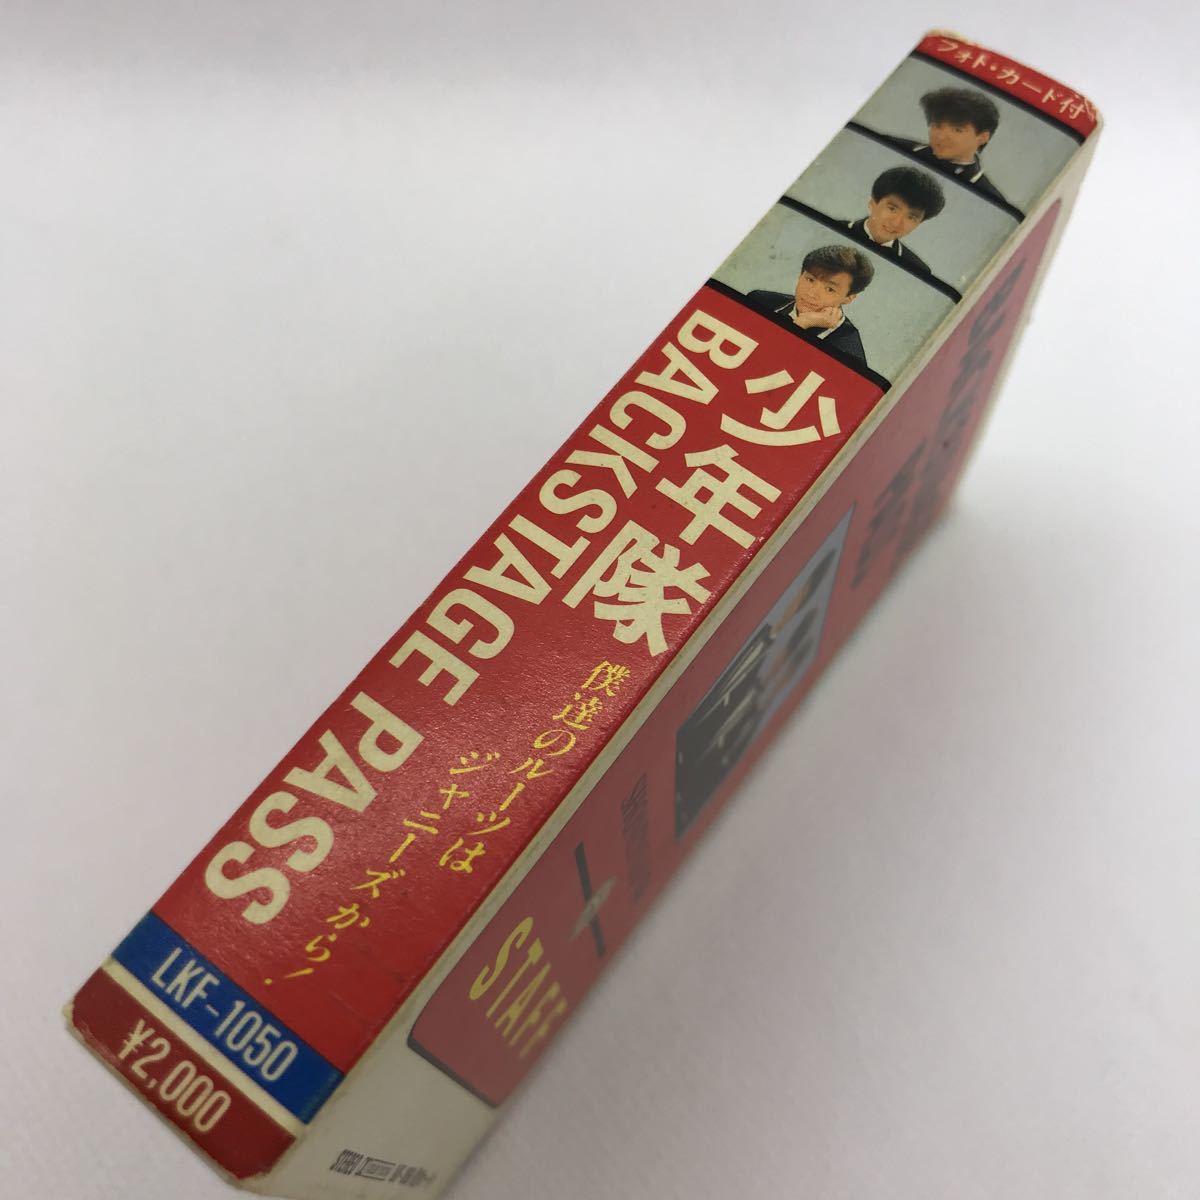 フォト・カード付
少年隊
BACKSTAGE PASS
僕達のルーツは
ジャニーズから!
LKF-1050
¥2,000
STAFF
STEREO